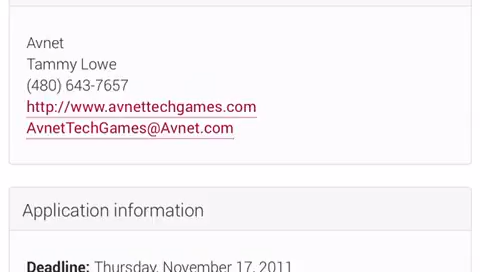 Avnet
Tammy Lowe
(480) 643-7657
http://www.avnettechgames.com
AvnetTechGames@Avnet.com
Application information
Deadline: Thursday, November 17, 2011